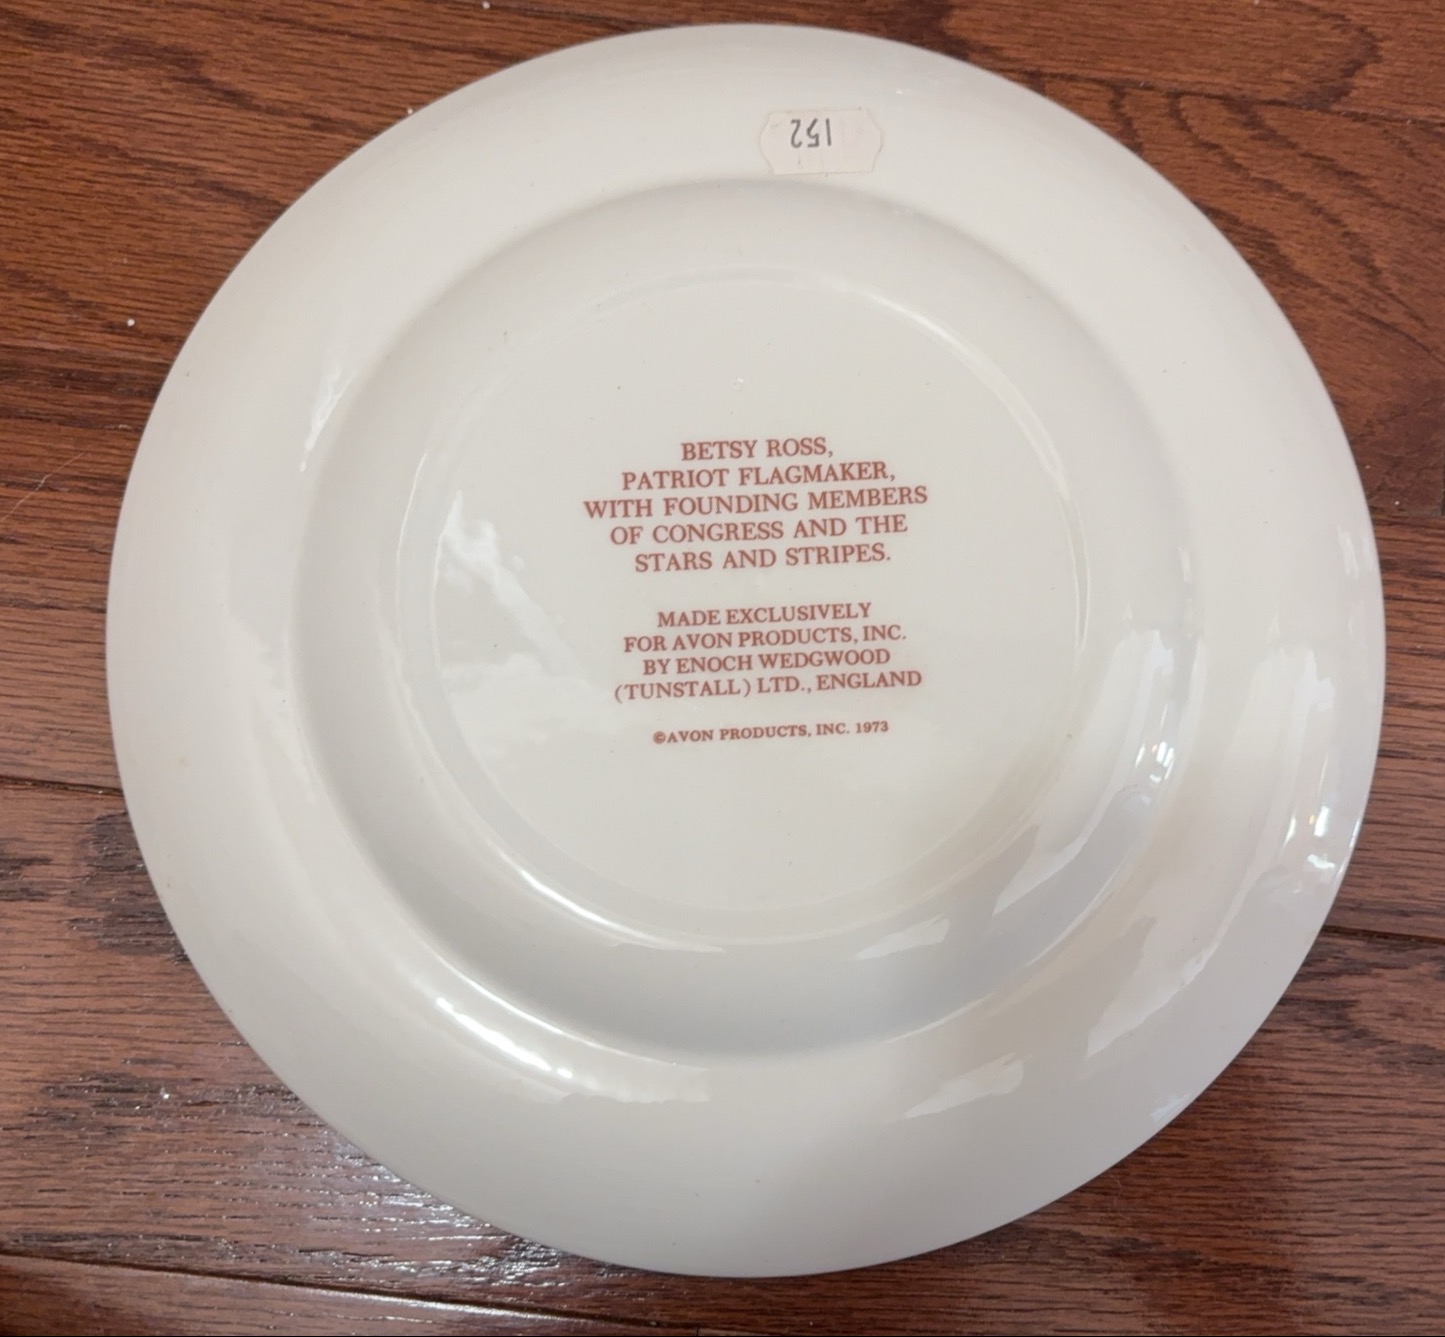 152
BETSY ROSS,
PATRIOT FLAGMAKER,
WITH FOUNDING MEMBERS
OF CONGRESS AND THE
STARS AND STRIPES.
MADE EXCLUSIVELY
FOR AVON PRODUCTS, INC.
BY ENOCH WEDGWOOD
(TUNSTALL) LTD., ENGLAND
©AVON PRODUCTS, INC. 1973